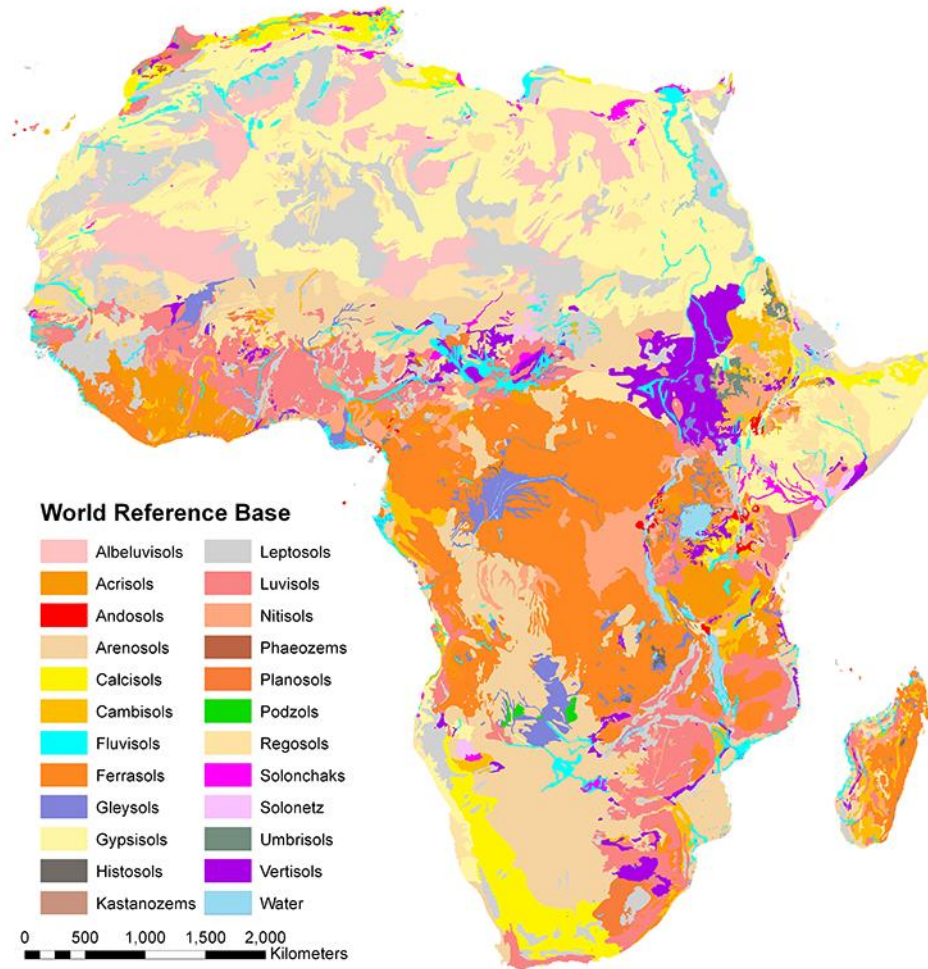 World Reference Base
Albeluvisols
Acrisols
Andosols
Arenosols
Calcisols
Cambisols
Fluvisols
Ferrasols
Gleysols
Gypsisols
Histosols
Kastanozems
Leptosols
Luvisols
Nitisols
Phaeozems
Planosols
Podzols
Regosols
Solonchaks
Solonetz
Umbrisols
Vertisols
Water
0 500 1,000 1,500 2,000
Kilometers